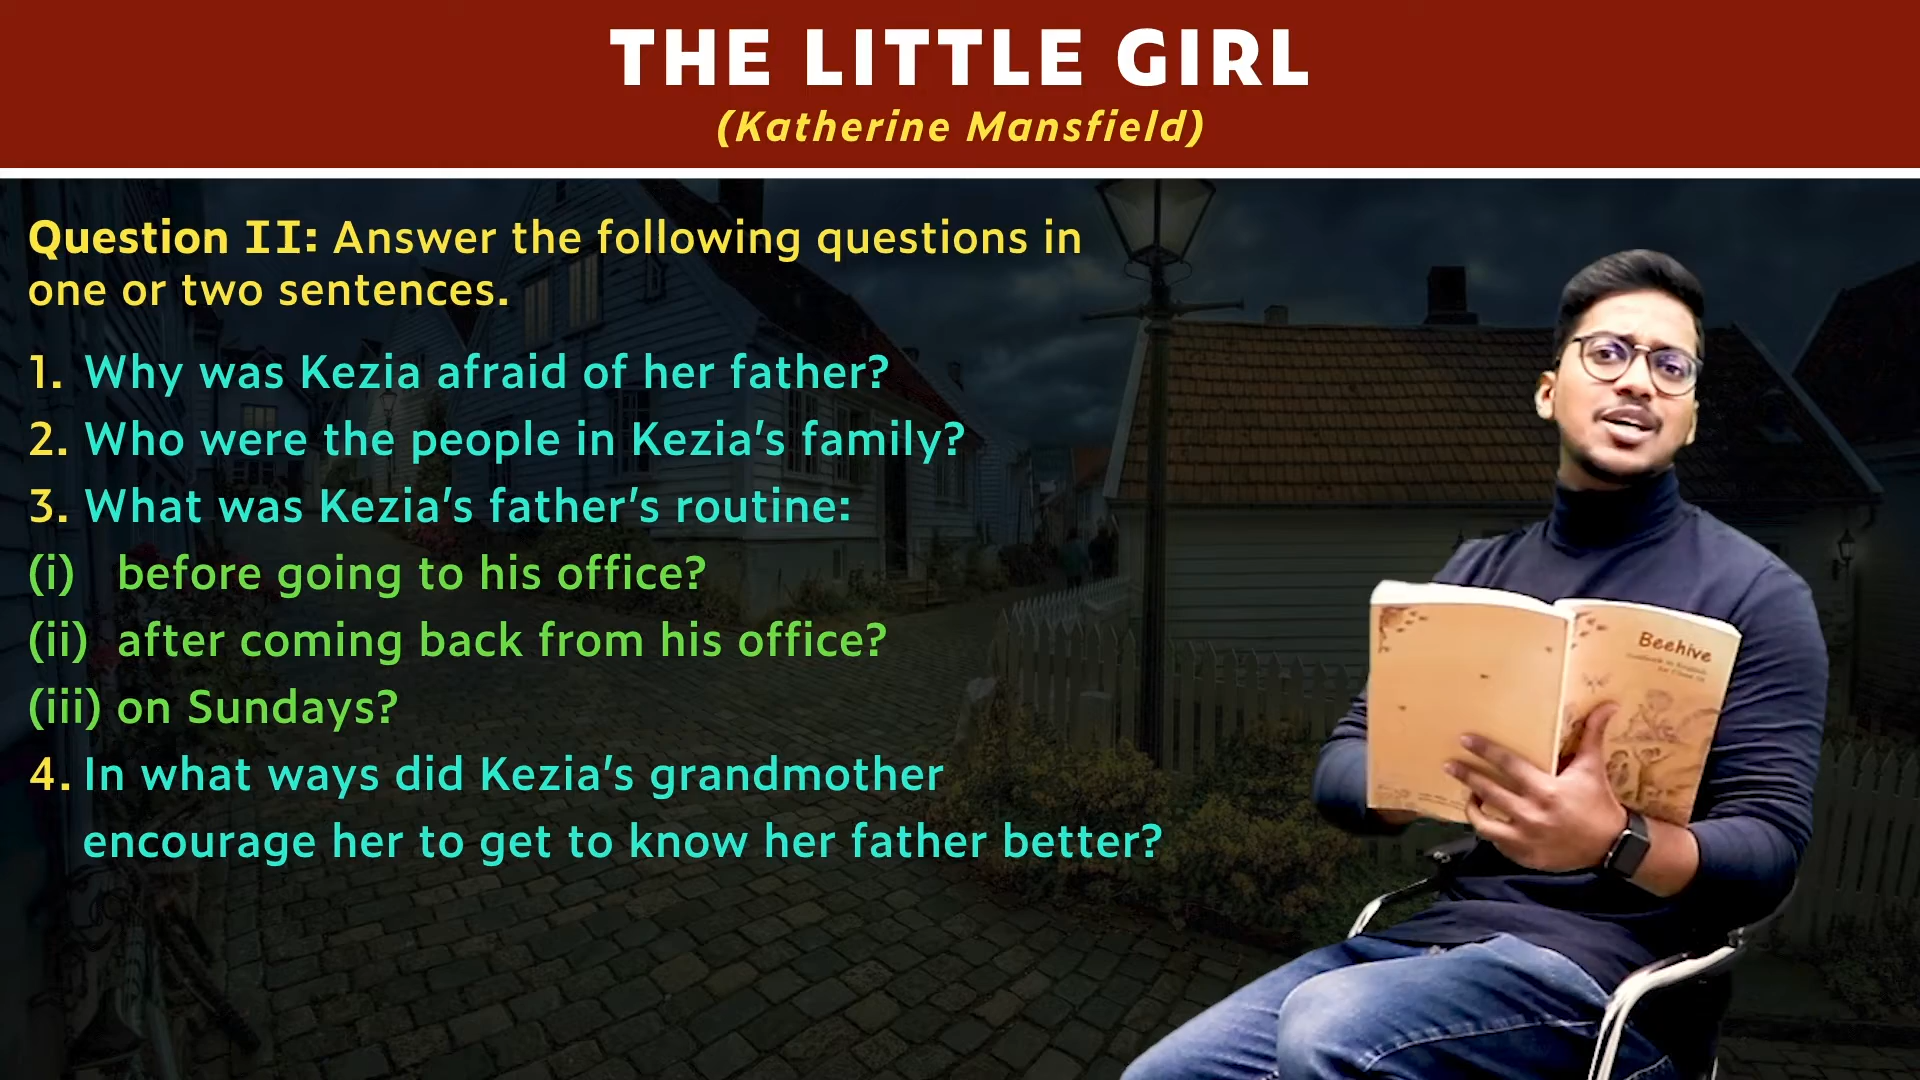 THE LITTLE GIRL
(Katherine Mansfield)
Question II: Answer the following questions in
one or two sentences.
1. Why was Kezia afraid of her father?
2. Who were the people in Kezia's family?
3. What was Kezia's father's routine:
(i) before going to his office?
(ii) after coming back from his office?
(iii) on Sundays?
4. In what ways did Kezia's grandmother
encourage her to get to know her father better?
Beehive